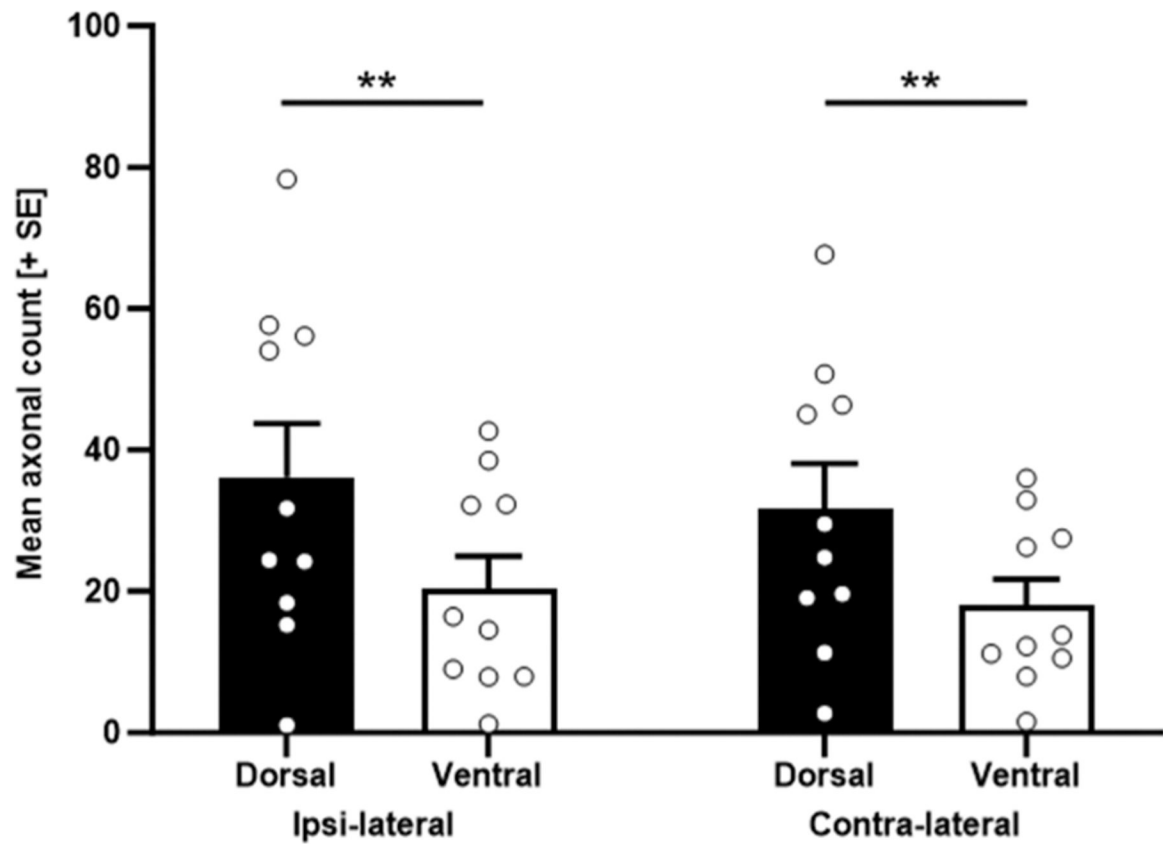 Mean axonal count [+ SE]
100
80
60
40
20
0
** **
Dorsal Ventral Dorsal Ventral
Ipsi-lateral Contra-lateral